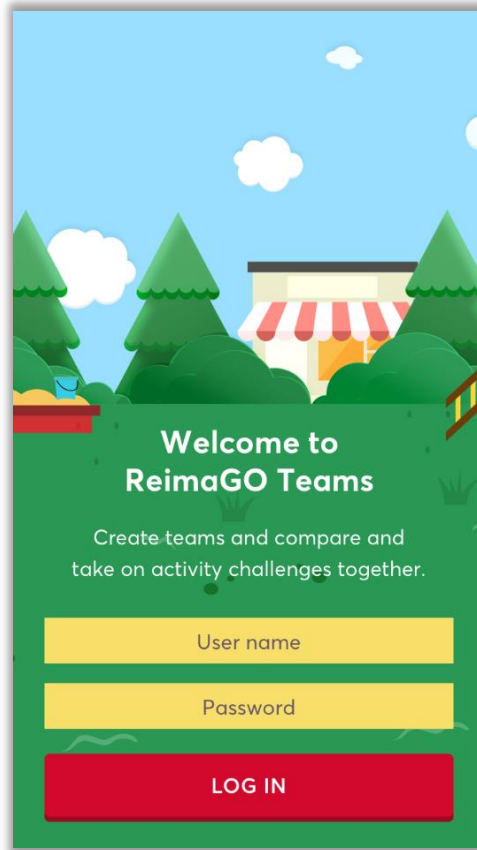 Welcome to
ReimaGO Teams
Create teams and compare and
take on activity challenges together.
User name
Password
LOG IN